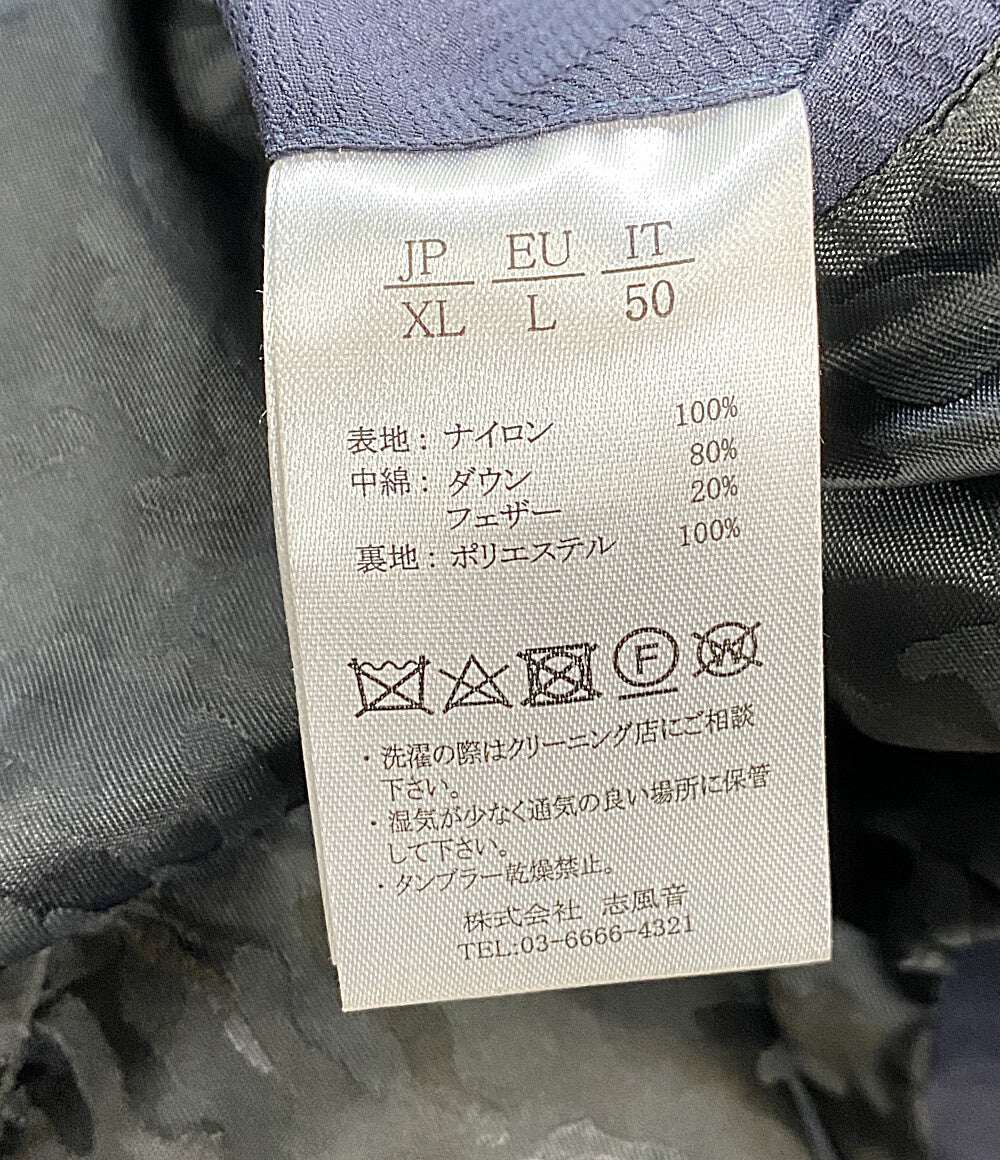 JP EU IT
XL L 50
表地： ナイロン 100%
中綿： ダウン 80%
フェザー 20%
裏地： ポリエステル 100%
F W
・洗濯の際はクリーニング店にご相談
下さい。
・湿気が少なく通気の良い場所に保管
して下さい。
・タンブラー乾燥禁止。
株式会社 志風音
TEL:03-6666-4321